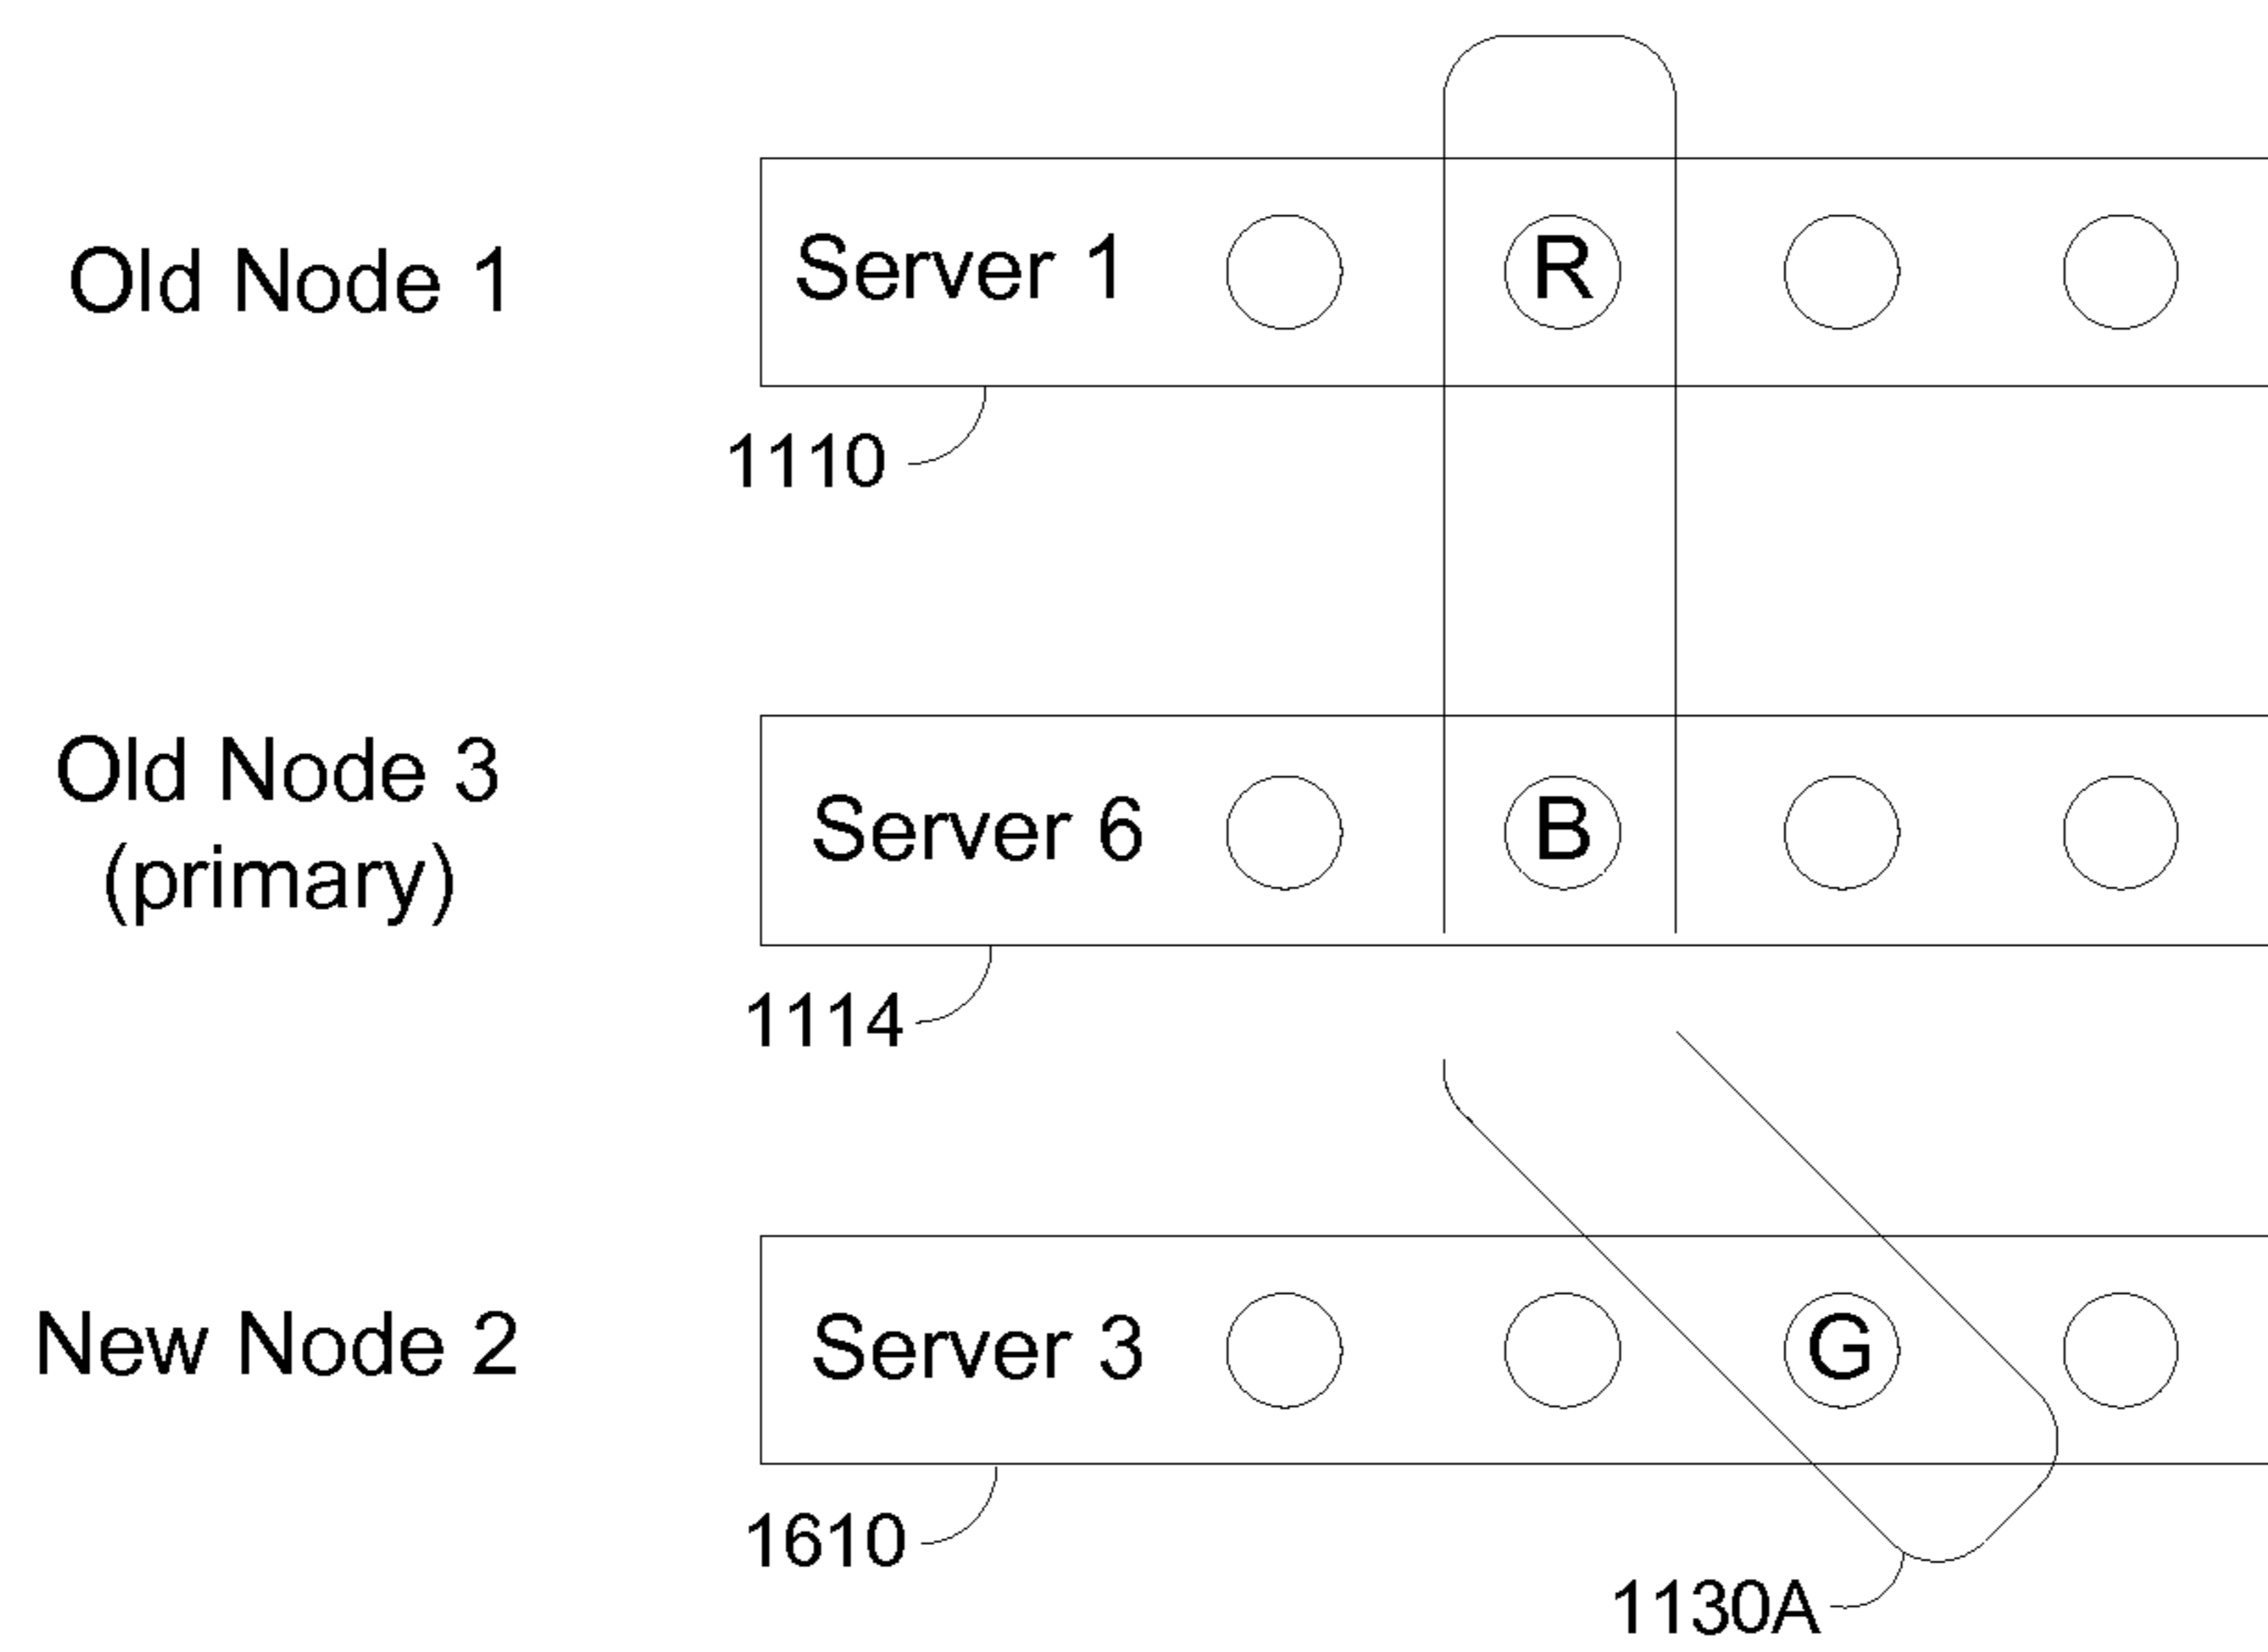 Old Node 1
Server 1
R
1110
Old Node 3
(primary)
Server 6
B
1114
New Node 2
Server 3
G
1610
1130A